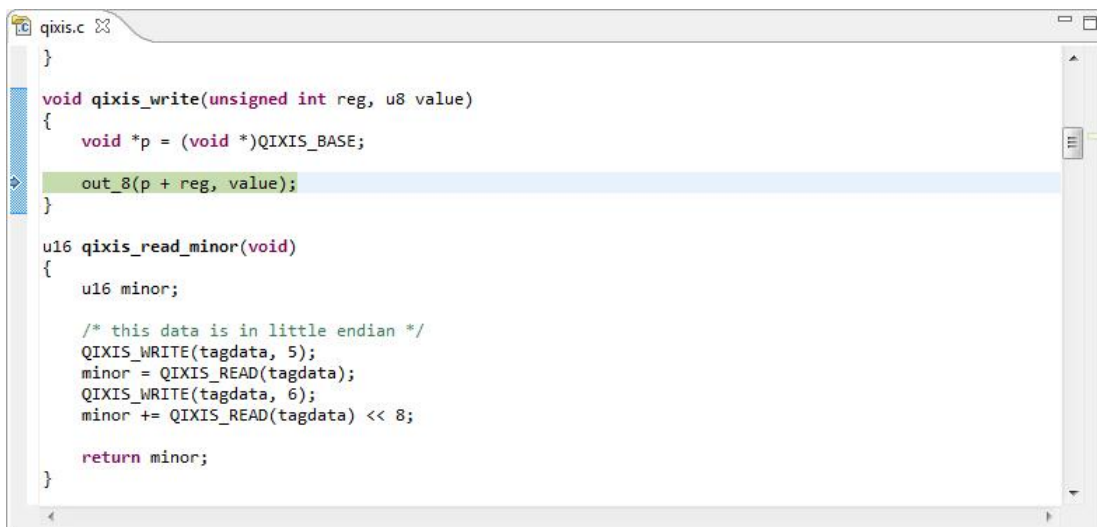 qixis.c
}
void qixis_write(unsigned int reg, u8 value)
{
    void *p = (void *)QIXIS_BASE;
    out_8(p + reg, value);
}
u16 qixis_read_minor(void)
{
    u16 minor;
    /* this data is in little endian */
    QIXIS_WRITE(tagdata, 5);
    minor = QIXIS_READ(tagdata);
    QIXIS_WRITE(tagdata, 6);
    minor += QIXIS_READ(tagdata) << 8;
    return minor;
}